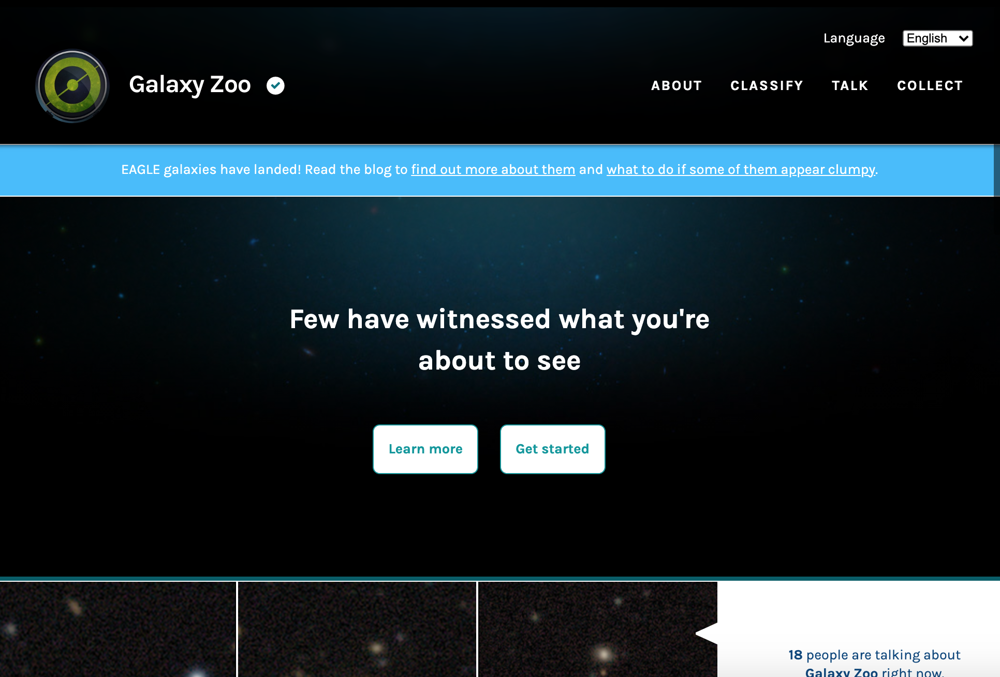 Language English
Galaxy Zoo
ABOUT CLASSIFY TALK COLLECT
EAGLE galaxies have landed! Read the blog to find out more about them and what to do if some of them appear clumpy.
Few have witnessed what you're
about to see
Learn more Get started
18 people are talking about
Galaxy Zoo right now.